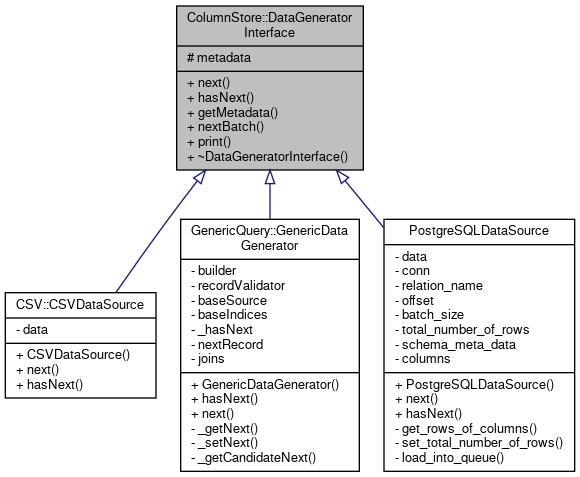 ColumnStore::DataGenerator
Interface
# metadata
+ next()
+ hasNext()
+ getMetadata()
+ nextBatch()
+ print()
+ ~DataGeneratorInterface()
CSV::CSVDataSource
- data
+ CSVDataSource()
+ next()
+ hasNext()
GenericQuery::GenericData
Generator
- builder
- recordValidator
- baseSource
- baseIndices
- _hasNext
- nextRecord
- joins
+ GenericDataGenerator()
+ hasNext()
+ next()
- _getNext()
- _setNext()
- _getCandidateNext()
PostgreSQLDataSource
- data
- conn
- relation_name
- offset
- batch_size
- total_number_of_rows
- schema_meta_data
- columns
+ PostgreSQLDataSource()
+ next()
+ hasNext()
- get_rows_of_columns()
- set_total_number_of_rows()
- load_into_queue()